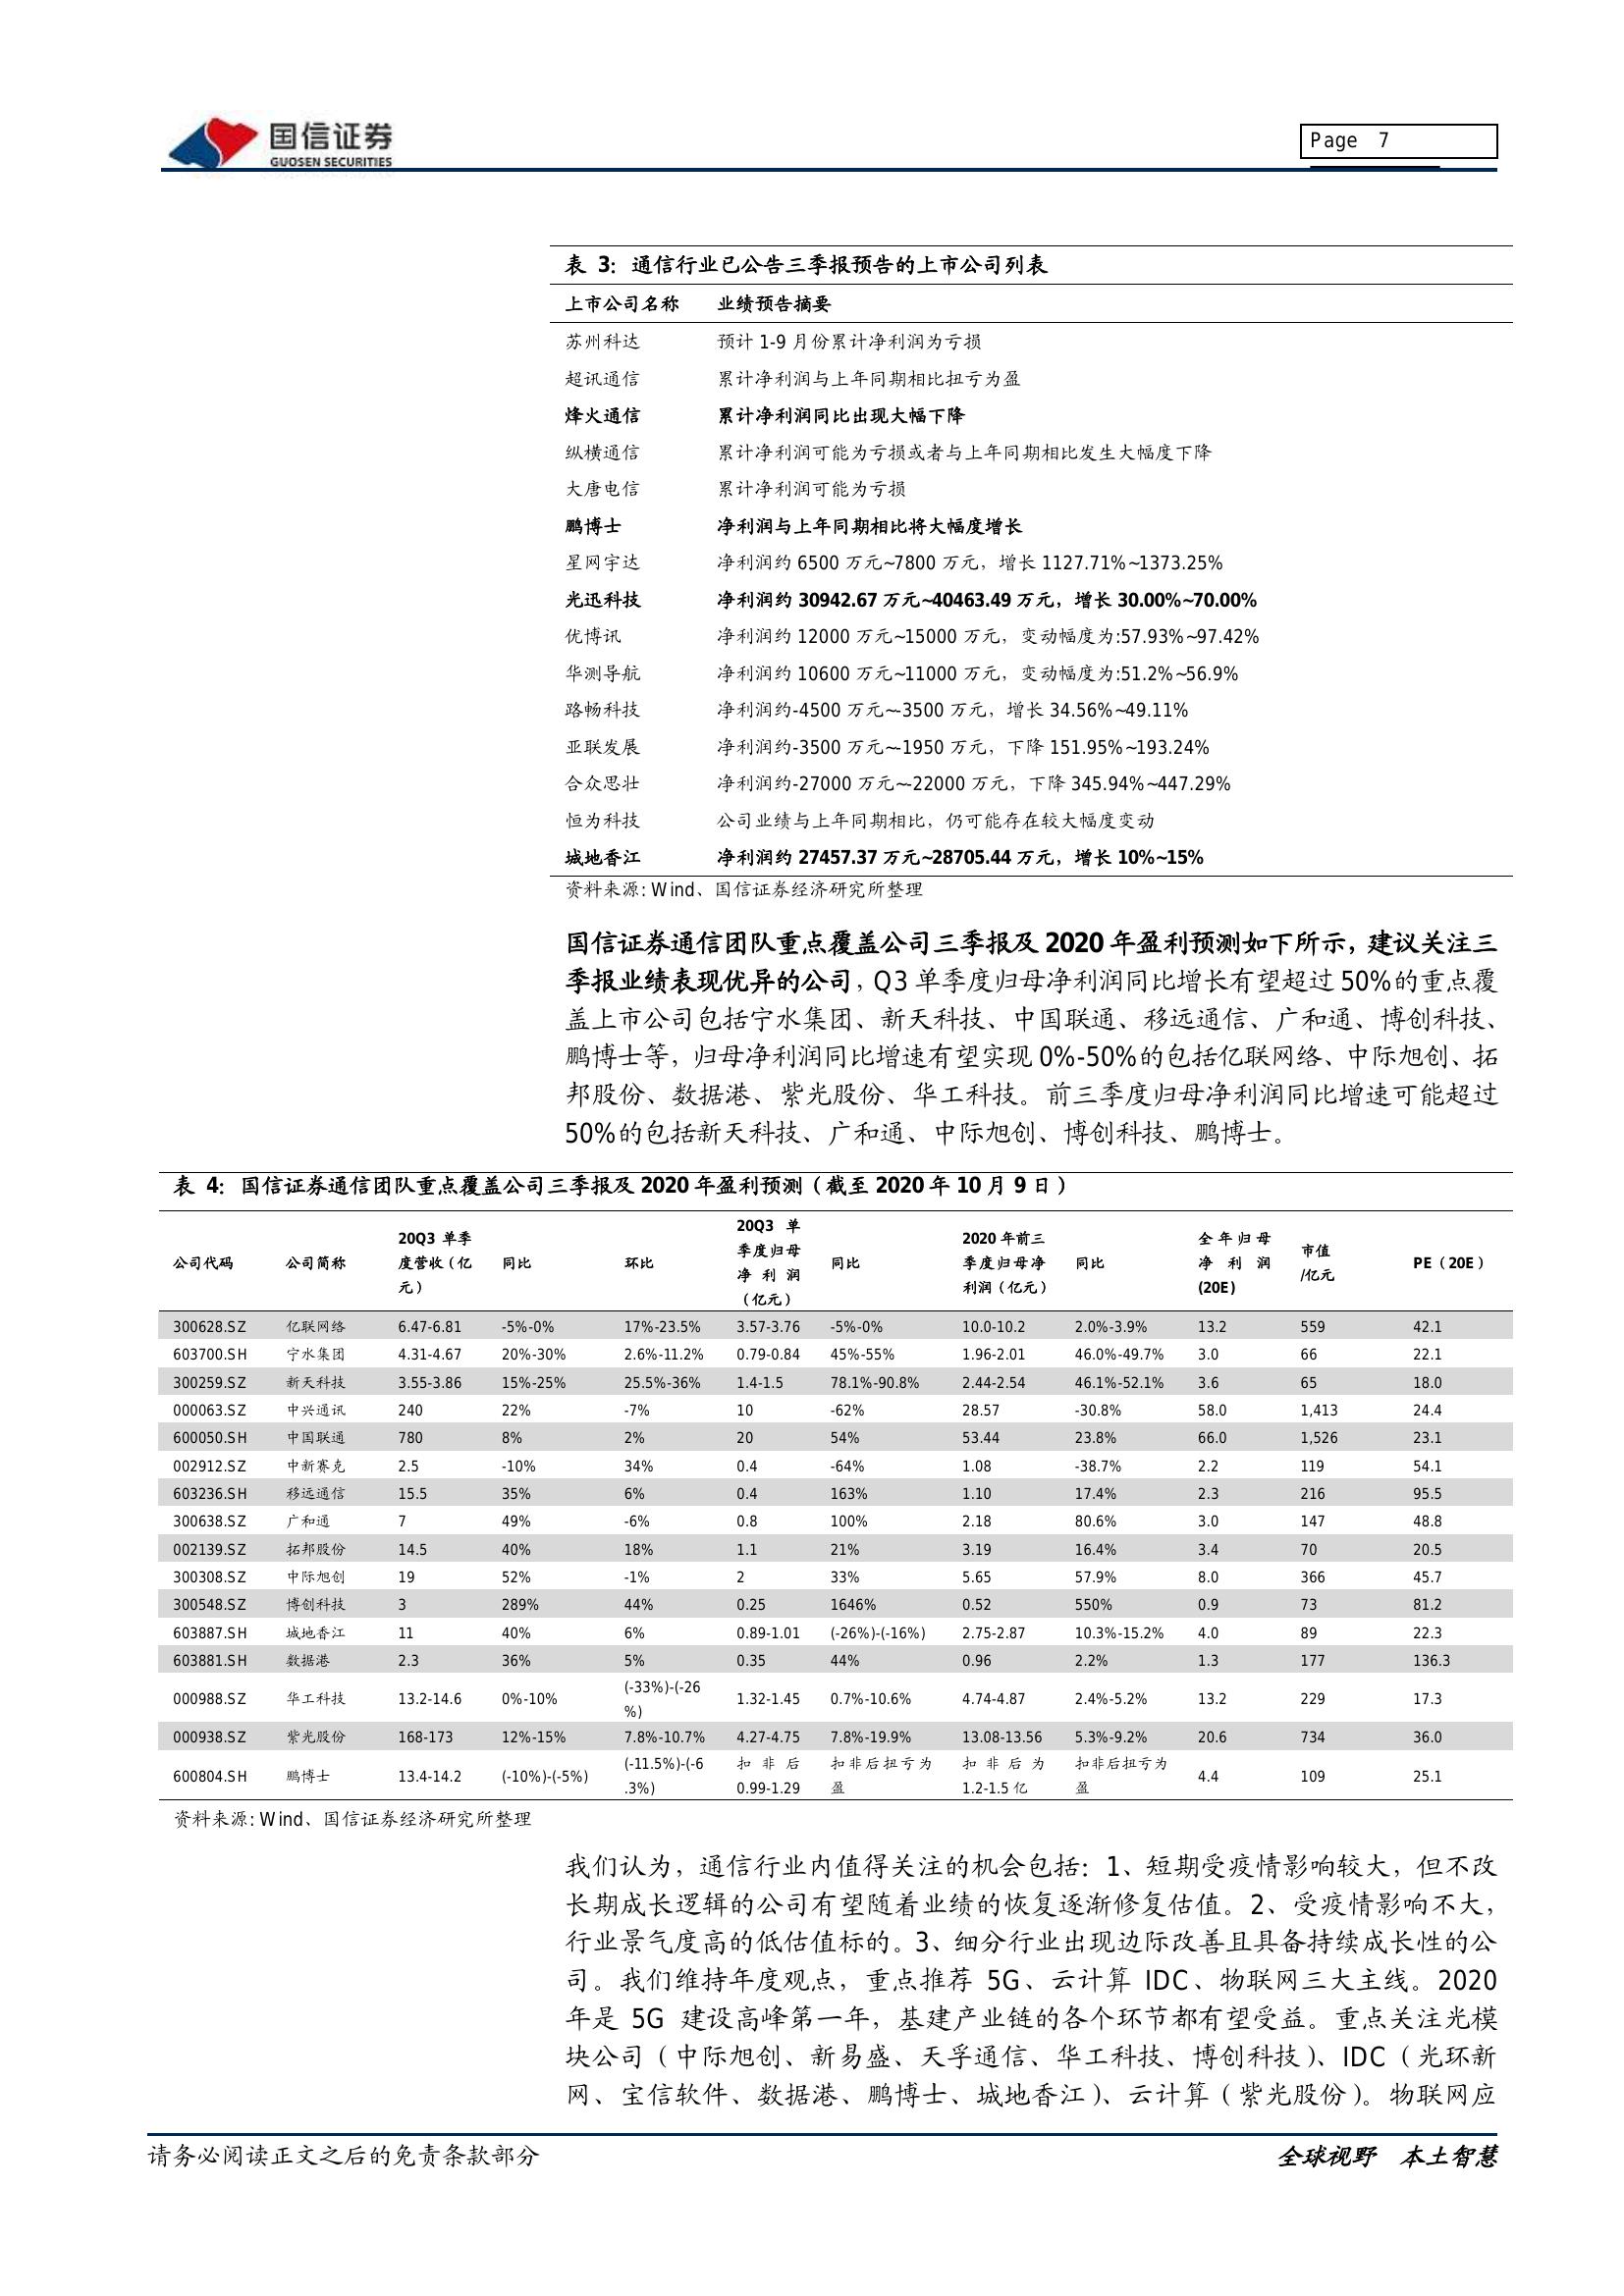 国信证券
GUOSEN SECURITIES
Page 7
表 3：通信行业已公告三季报预告的上市公司列表
上市公司名称 业绩预告摘要
苏州科达 预计 1-9 月份累计净利润为亏损
超讯通信 累计净利润与上年同期相比扭亏为盈
烽火通信 累计净利润同比出现大幅下降
纵横通信 累计净利润可能为亏损或者与上年同期相比发生大幅度下降
大唐电信 累计净利润可能为亏损
鹏博士 净利润与上年同期相比将大幅度增长
星网宇达 净利润约 6500 万元~7800 万元，增长 1127.71%~1373.25%
光迅科技 净利润约 30942.67 万元~40463.49 万元，增长 30.00%~70.00%
优博讯 净利润约 12000 万元~15000 万元，变动幅度为:57.93%~97.42%
华测导航 净利润约 10600 万元~11000 万元，变动幅度为:51.2%~56.9%
路畅科技 净利润约-4500 万元~-3500 万元，增长 34.56%~49.11%
亚联发展 净利润约-3500 万元~-1950 万元，下降 151.95%~193.24%
合众思壮 净利润约-27000 万元~-22000 万元，下降 345.94%~447.29%
恒为科技 公司业绩与上年同期相比，仍可能存在较大幅度变动
城地香江 净利润约 27457.37 万元~28705.44 万元，增长 10%~15%
资料来源: Wind、国信证券经济研究所整理
国信证券通信团队重点覆盖公司三季报及 2020 年盈利预测如下所示，建议关注三
季报业绩表现优异的公司，Q3 单季度归母净利润同比增长有望超过 50%的重点覆
盖上市公司包括宁水集团、新天科技、中国联通、移远通信、广和通、博创科技、
鹏博士等，归母净利润同比增速有望实现 0%-50%的包括亿联网络、中际旭创、拓
邦股份、数据港、紫光股份、华工科技。前三季度归母净利润同比增速可能超过
50%的包括新天科技、广和通、中际旭创、博创科技、鹏博士。
表 4：国信证券通信团队重点覆盖公司三季报及 2020 年盈利预测（截至 2020 年 10 月 9 日）
公司代码 公司简称 20Q3 单季度营收（亿元） 同比 环比 20Q3 单季度归母净利润（亿元） 同比 2020 年前三季度归母净利润（亿元） 同比 全年归母净利润(20E) 市值/亿元 PE（20E）
300628.SZ 亿联网络 6.47-6.81 -5%-0% 17%-23.5% 3.57-3.76 -5%-0% 10.0-10.2 2.0%-3.9% 13.2 559 42.1
603700.SH 宁水集团 4.31-4.67 20%-30% 2.6%-11.2% 0.79-0.84 45%-55% 1.96-2.01 46.0%-49.7% 3.0 66 22.1
300259.SZ 新天科技 3.55-3.86 15%-25% 25.5%-36% 1.4-1.5 78.1%-90.8% 2.44-2.54 46.1%-52.1% 3.6 65 18.0
000063.SZ 中兴通讯 240 22% -7% 10 -62% 28.57 -30.8% 58.0 1,413 24.4
600050.SH 中国联通 780 8% 2% 20 54% 53.44 23.8% 66.0 1,526 23.1
002912.SZ 中新赛克 2.5 -10% 34% 0.4 -64% 1.08 -38.7% 2.2 119 54.1
603236.SH 移远通信 15.5 35% 6% 0.4 163% 1.10 17.4% 2.3 216 95.5
300638.SZ 广和通 7 49% -6% 0.8 100% 2.18 80.6% 3.0 147 48.8
002139.SZ 拓邦股份 14.5 40% 18% 1.1 21% 3.19 16.4% 3.4 70 20.5
300308.SZ 中际旭创 19 52% -1% 2 33% 5.65 57.9% 8.0 366 45.7
300548.SZ 博创科技 3 289% 44% 0.25 1646% 0.52 550% 0.9 73 81.2
603887.SH 城地香江 11 40% 6% 0.89-1.01 (-26%)-(-16%) 2.75-2.87 10.3%-15.2% 4.0 89 22.3
603881.SH 数据港 2.3 36% 5% 0.35 44% 0.96 2.2% 1.3 177 136.3
000988.SZ 华工科技 13.2-14.6 0%-10% (-33%)-(-26%) 1.32-1.45 0.7%-10.6% 4.74-4.87 2.4%-5.2% 13.2 229 17.3
000938.SZ 紫光股份 168-173 12%-15% 7.8%-10.7% 4.27-4.75 7.8%-19.9% 13.08-13.56 5.3%-9.2% 20.6 734 36.0
600804.SH 鹏博士 13.4-14.2 (-10%)-(-5%) (-11.5%)-(-6.3%) 扣非后 0.99-1.29 扣非后扭亏为盈 扣非后为 1.2-1.5 亿 扣非后扭亏为盈 4.4 109 25.1
资料来源: Wind、国信证券经济研究所整理
我们认为，通信行业内值得关注的机会包括：1、短期受疫情影响较大，但不改
长期成长逻辑的公司有望随着业绩的恢复逐渐修复估值。2、受疫情影响不大，
行业景气度高的低估值标的。3、细分行业出现边际改善且具备持续成长性的公
司。我们维持年度观点，重点推荐 5G、云计算 IDC、物联网三大主线。2020
年是 5G 建设高峰第一年，基建产业链的各个环节都有望受益。重点关注光模
块公司（中际旭创、新易盛、天孚通信、华工科技、博创科技）、IDC（光环新
网、宝信软件、数据港、鹏博士、城地香江）、云计算（紫光股份）。物联网应
请务必阅读正文之后的免责条款部分 全球视野 本土智慧